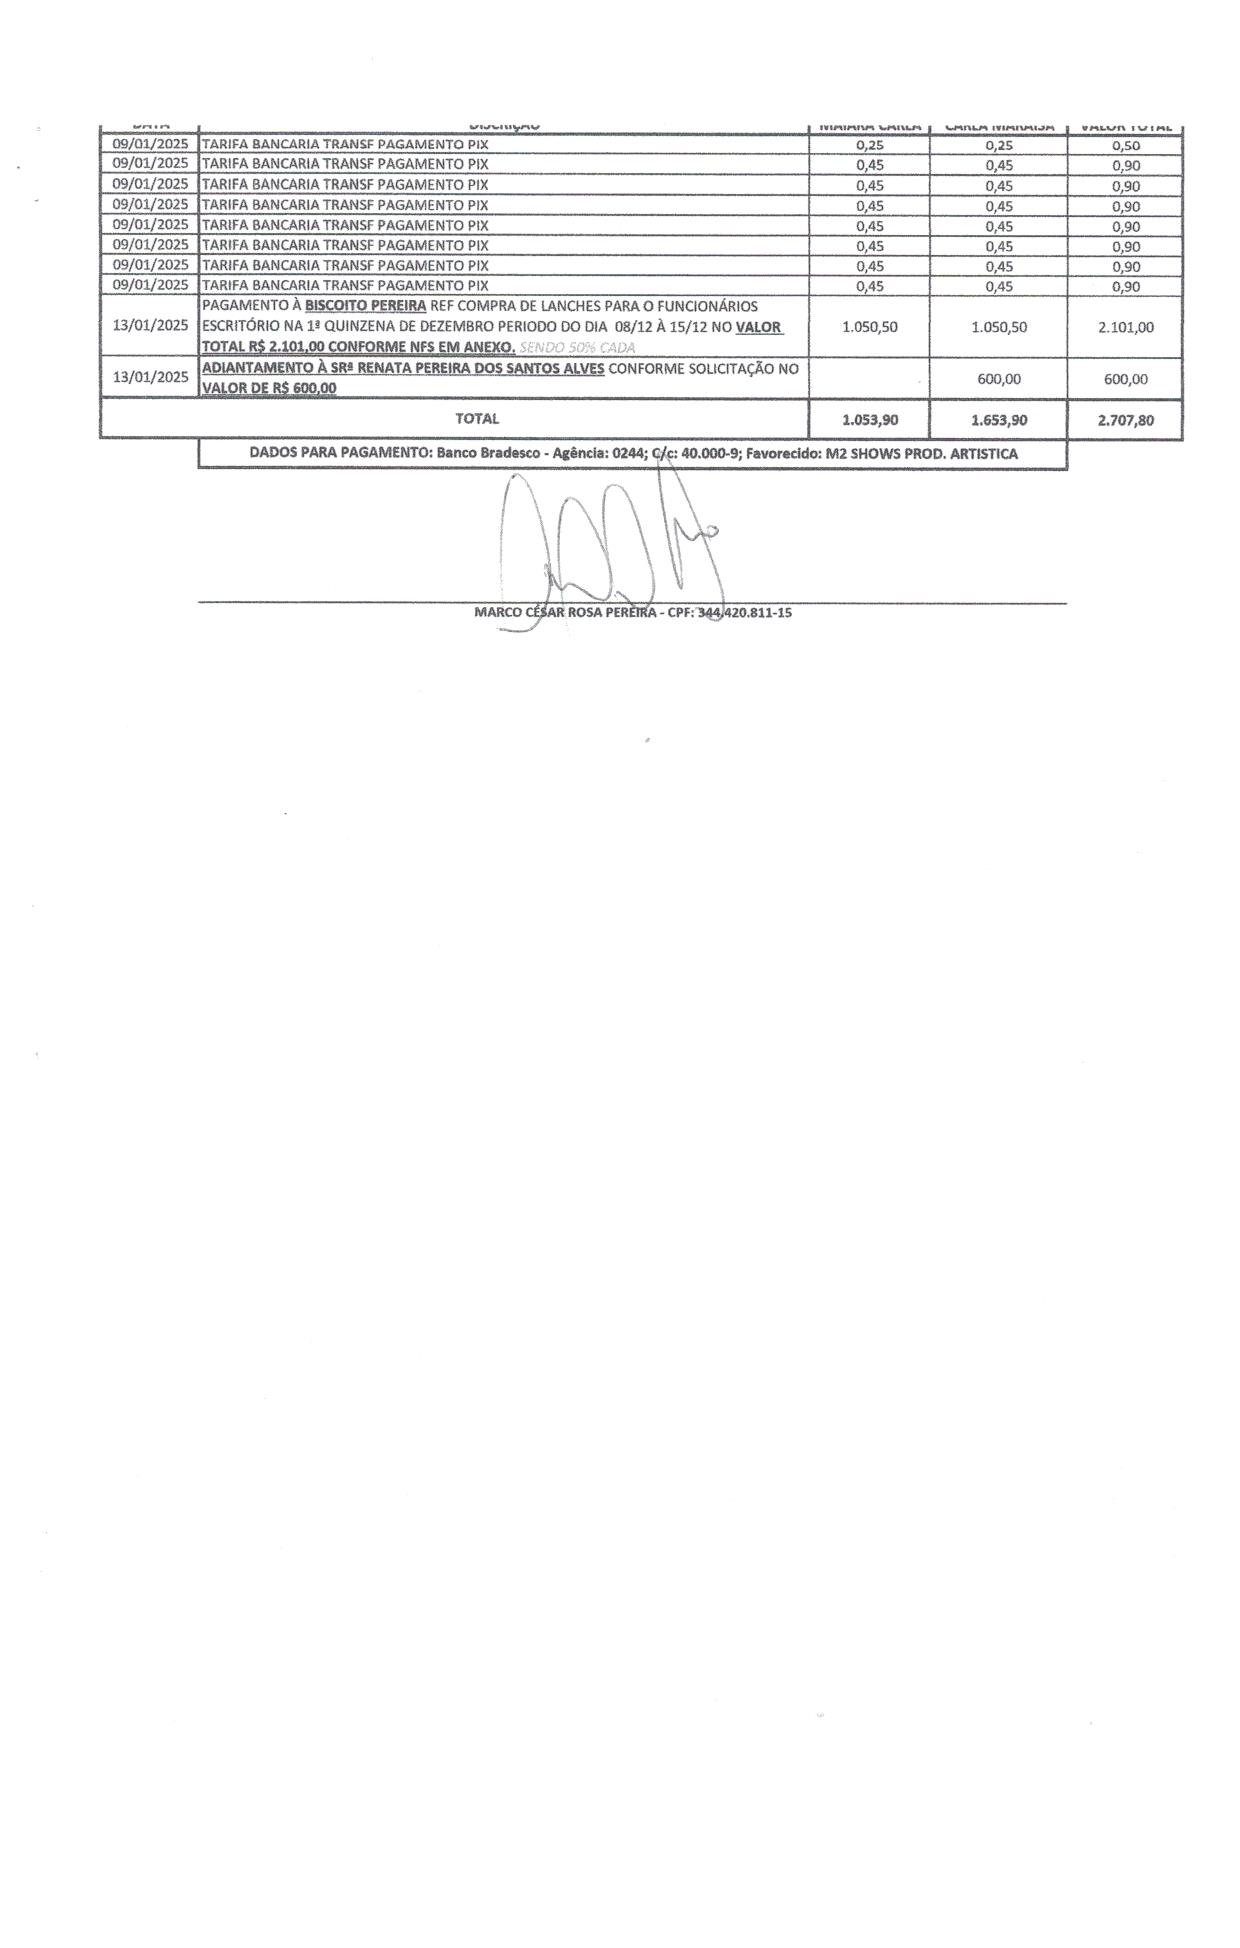 DATA DISCRIÇÃO MAIARA CARLA CARLA MARAISA VALOR TOTAL
09/01/2025 TARIFA BANCARIA TRANSF PAGAMENTO PIX 0,25 0,25 0,50
09/01/2025 TARIFA BANCARIA TRANSF PAGAMENTO PIX 0,45 0,45 0,90
09/01/2025 TARIFA BANCARIA TRANSF PAGAMENTO PIX 0,45 0,45 0,90
09/01/2025 TARIFA BANCARIA TRANSF PAGAMENTO PIX 0,45 0,45 0,90
09/01/2025 TARIFA BANCARIA TRANSF PAGAMENTO PIX 0,45 0,45 0,90
09/01/2025 TARIFA BANCARIA TRANSF PAGAMENTO PIX 0,45 0,45 0,90
09/01/2025 TARIFA BANCARIA TRANSF PAGAMENTO PIX 0,45 0,45 0,90
09/01/2025 TARIFA BANCARIA TRANSF PAGAMENTO PIX 0,45 0,45 0,90
PAGAMENTO À BISCOITO PEREIRA REF COMPRA DE LANCHES PARA O FUNCIONÁRIOS
13/01/2025 ESCRITÓRIO NA 1ª QUINZENA DE DEZEMBRO PERIODO DO DIA 08/12 À 15/12 NO VALOR 1.050,50 1.050,50 2.101,00
TOTAL R$ 2.101,00 CONFORME NFS EM ANEXO. SENDO 50% CADA
ADIANTAMENTO À SRª RENATA PEREIRA DOS SANTOS ALVES CONFORME SOLICITAÇÃO NO
13/01/2025 VALOR DE R$ 600,00 600,00 600,00
TOTAL 1.053,90 1.653,90 2.707,80
DADOS PARA PAGAMENTO: Banco Bradesco - Agência: 0244; C/c: 40.000-9; Favorecido: M2 SHOWS PROD. ARTISTICA
MARCO CÉSAR ROSA PEREIRA - CPF: 344.420.811-15